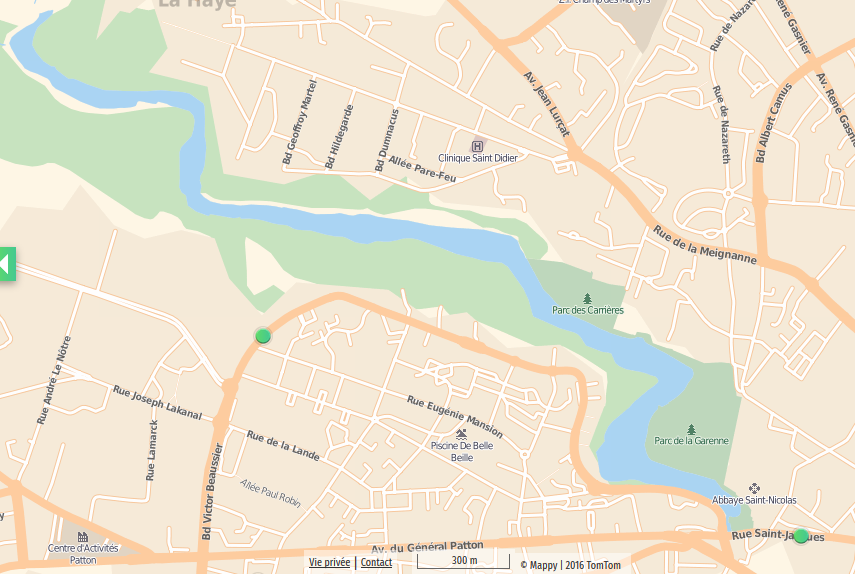 La Haye
Z.I. Champ des Martyrs
Rue de Nazareth
Av. René Gasnier
Av. Jean Lurçat
Rue de Nazareth
Bd Albert Camus
Bd Geoffroy Martel
Bd Hildegarde
Bd Dumnacus
Allée Pare-Feu
Clinique Saint Didier
Rue de la Meignanne
Parc des Carrières
Rue André Le Nôtre
Rue Joseph Lakanal
Rue Lamarck
Rue Eugénie Mansion
Rue de la Lande
Piscine De Belle
Beille
Parc de la Garenne
Allée Paul Robin
Bd Victor Beaussier
Abbaye Saint-Nicolas
Rue Saint-Jacques
Centre d'Activités
Patton
Av. du Général Patton
Vie privée | Contact
300 m
© Mappy | 2016 TomTom